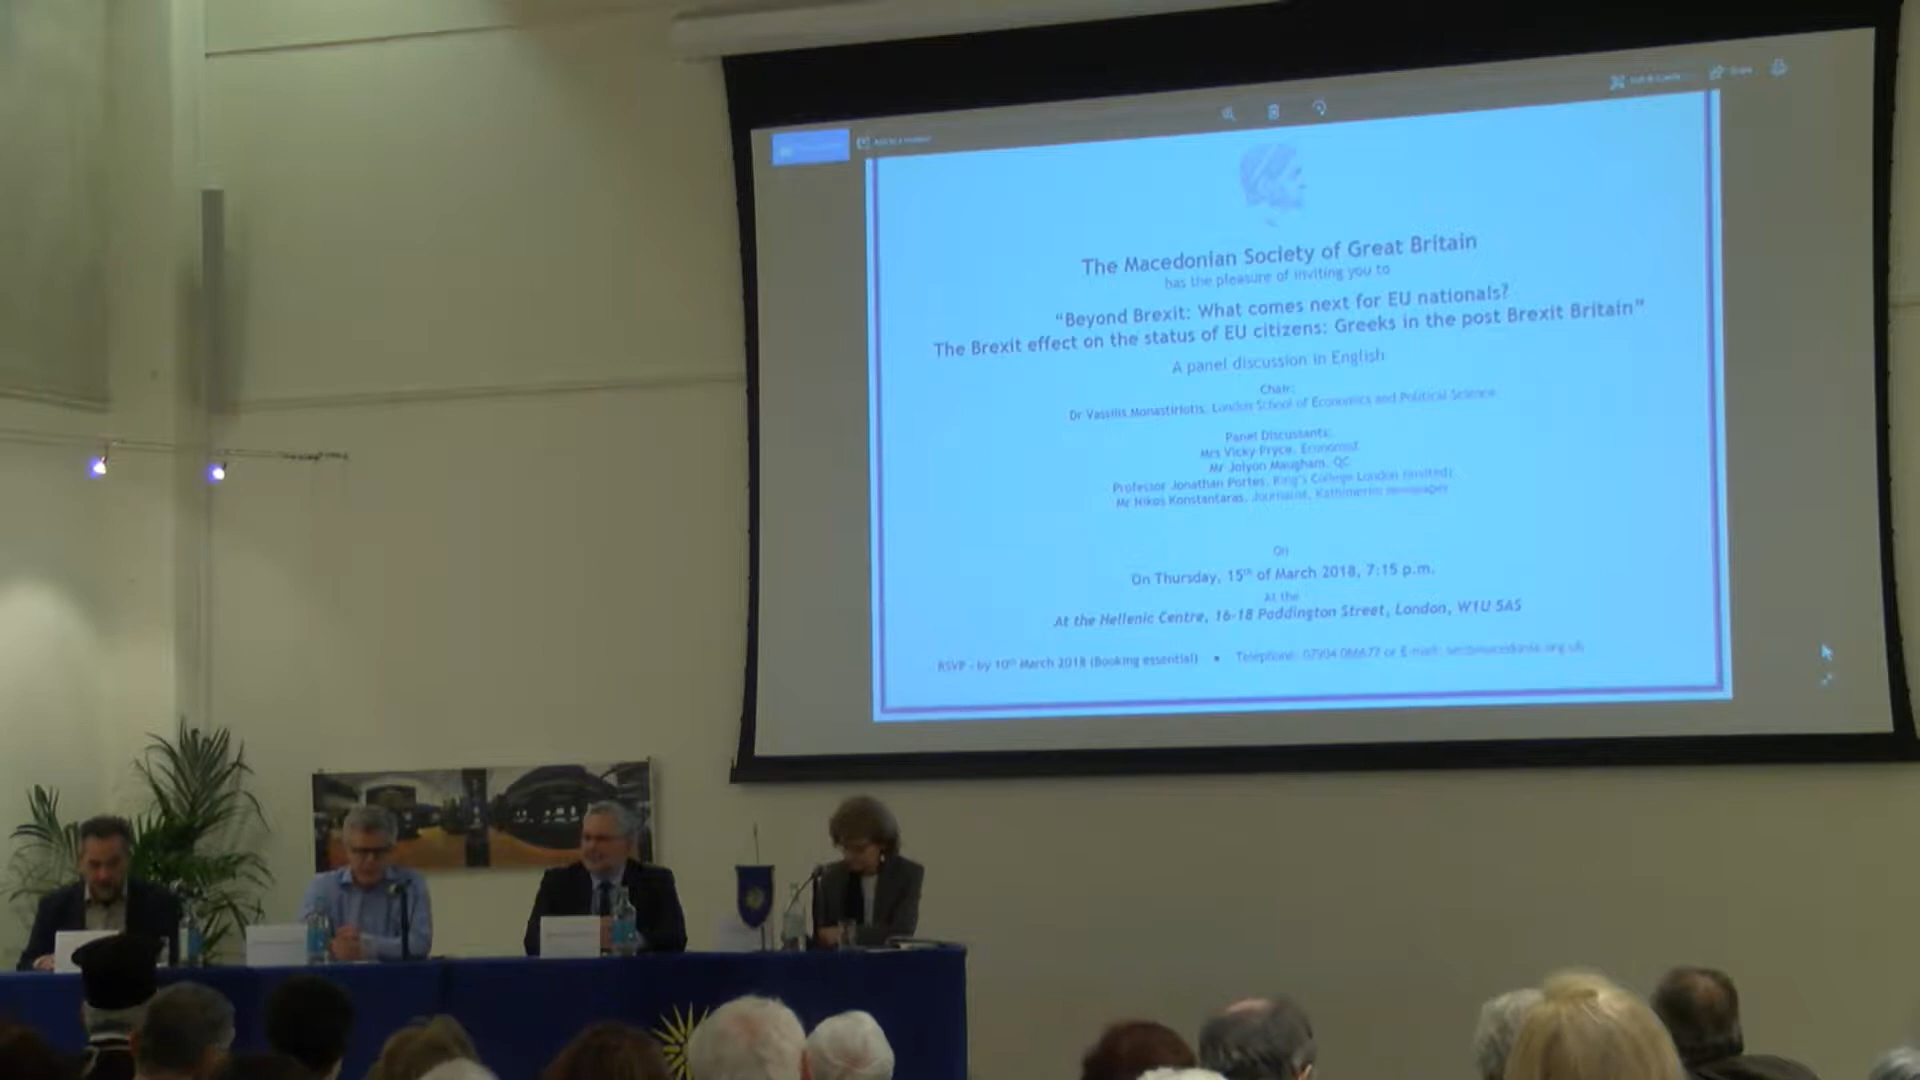 The Macedonian Society of Great Britain
has the pleasure of inviting you to
“Beyond Brexit: What comes next for EU nationals?
The Brexit effect on the status of EU citizens: Greeks in the post Brexit Britain”
A panel discussion in English
Chair:
Dr Vassilis Monastiriotis, London School of Economics and Political Science
Panel Discussants:
Mrs Vicky Pryce, Economist
Mr Jolyon Maugham, QC
Professor Jonathan Portes, King's College London (invited)
Mr Nikos Konstantaras, Journalist, Kathimerini newspaper
On
On Thursday, 15th of March 2018, 7:15 p.m.
At the
At the Hellenic Centre, 16-18 Paddington Street, London, W1U 5AS
RSVP - by 10th March 2018 (Booking essential) • Telephone: or E-mail: